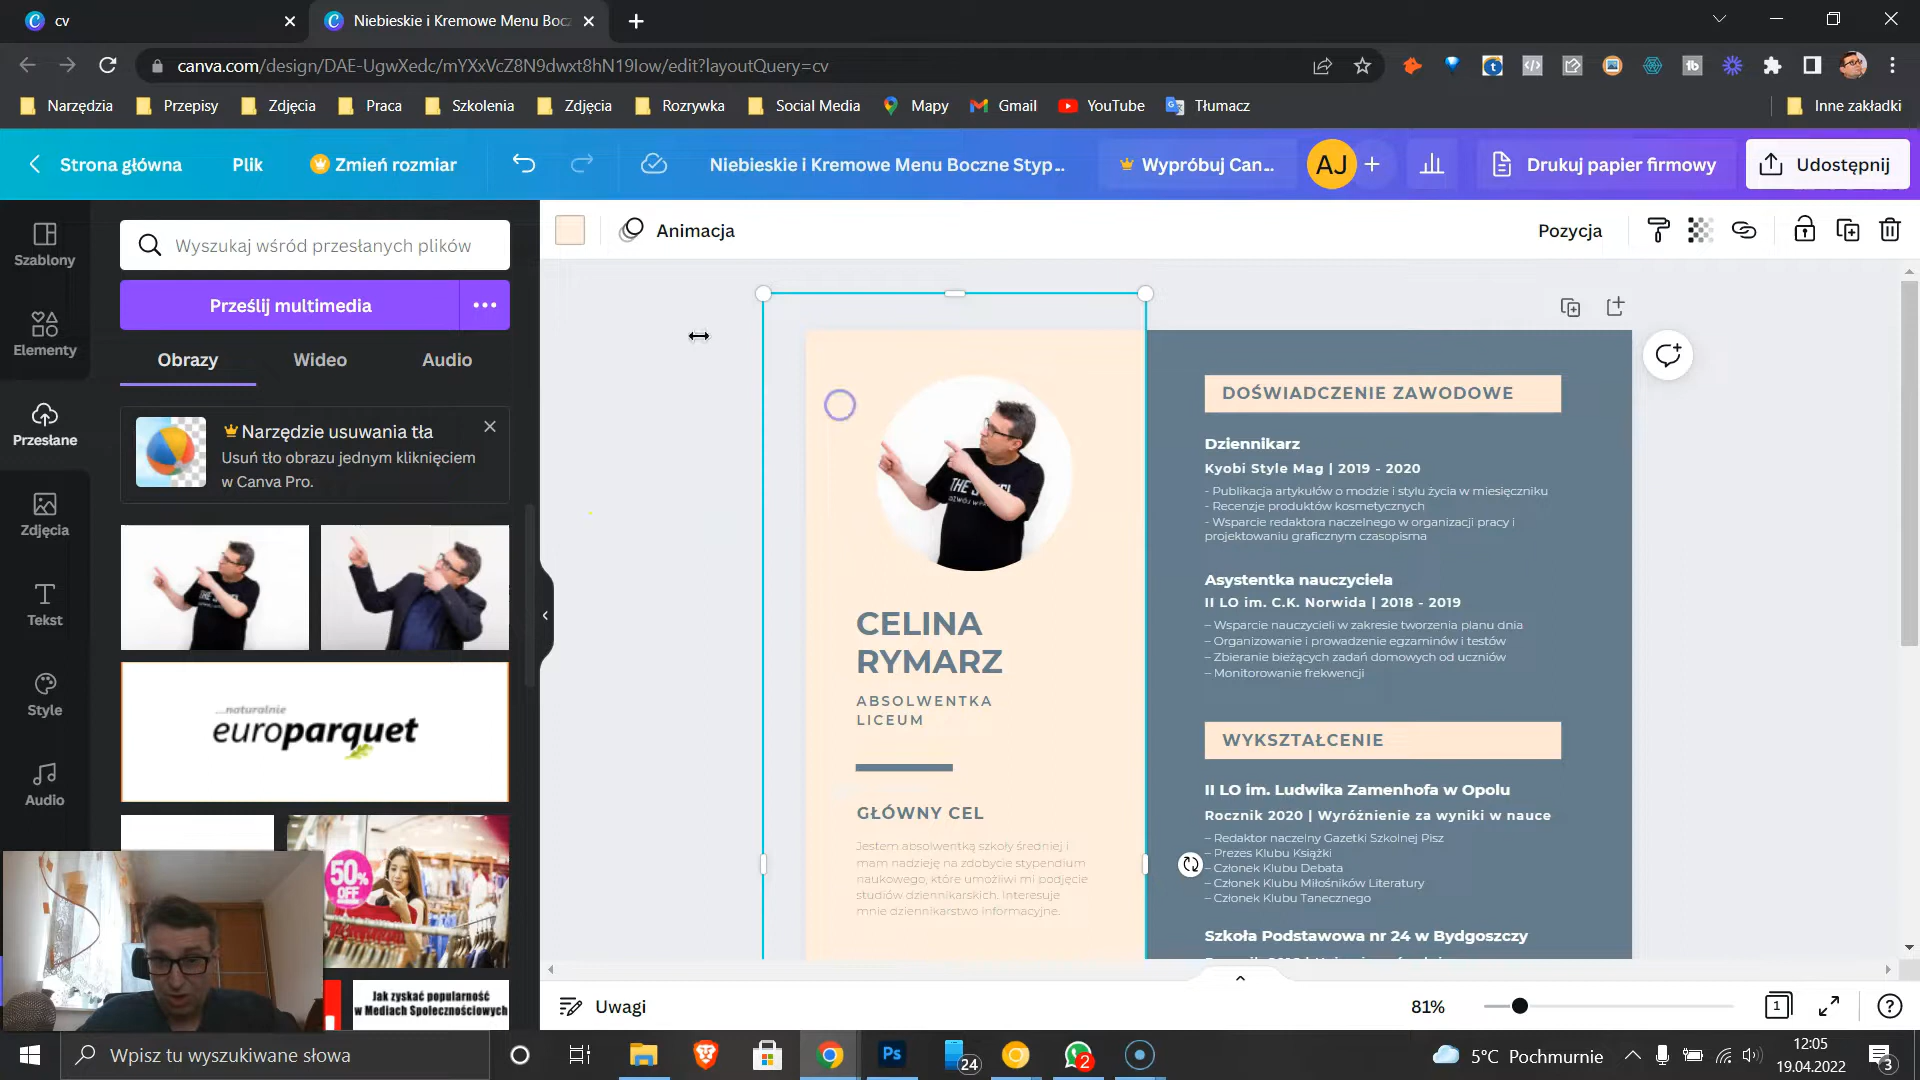 cv
Niebieskie i Kremowe Menu Boc
canva.com/design/DAE-UgwXedc/mYXxVcZ8N9dwxt8hN19Iow/edit?layoutQuery=cv
Narzędzia
Przepisy
Zdjęcia
Praca
Szkolenia
Zdjęcia
Rozrywka
Social Media
Mapy
Gmail
YouTube
Tłumacz
Inne zakładki
Strona główna
Plik
Zmień rozmiar
Niebieskie i Kremowe Menu Boczne Styp...
Wypróbuj Can...
AJ
Drukuj papier firmowy
Udostępnij
Animacja
Pozycja
Szablony
Elementy
Przesłane
Zdjęcia
Tekst
Style
Audio
Wyszukaj wśród przesłanych plików
Prześlij multimedia
Obrazy
Wideo
Audio
Narzędzie usuwania tła
Usuń tło obrazu jednym kliknięciem
w Canva Pro.
...naturalnie
europarquet
50%
OFF
Jak zyskać popularność
w Mediach Społecznościowych
CELINA
RYMARZ
ABSOLWENTKA
LICEUM
GŁÓWNY CEL
Jestem absolwentką szkoły średniej i
mam nadzieję na zdobycie stypendium
naukowego, które umożliwi mi podjęcie
studiów dziennikarskich. Interesuje
mnie dziennikarstwo informacyjne.
DOŚWIADCZENIE ZAWODOWE
Dziennikarz
Kyobi Style Mag | 2019 - 2020
- Publikacja artykułów o modzie i stylu życia w miesięczniku
- Recenzje produktów kosmetycznych
- Wsparcie redaktora naczelnego w organizacji pracy i
projektowaniu graficznym czasopisma
Asystentka nauczyciela
II LO im. C.K. Norwida | 2018 - 2019
– Wsparcie nauczycieli w zakresie tworzenia planu dnia
– Organizowanie i prowadzenie egzaminów i testów
– Zbieranie bieżących zadań domowych od uczniów
– Monitorowanie frekwencji
WYKSZTAŁCENIE
II LO im. Ludwika Zamenhofa w Opolu
Rocznik 2020 | Wyróżnienie za wyniki w nauce
– Redaktor naczelny Gazetki Szkolnej Pisz
– Prezes Klubu Książki
– Członek Klubu Debata
– Członek Klubu Miłośników Literatury
– Członek Klubu Tanecznego
Szkoła Podstawowa nr 24 w Bydgoszczy
Uwagi
81%
1
Wpisz tu wyszukiwane słowa
Ps
24
2
5°C Pochmurnie
12:05
19.04.2022
3